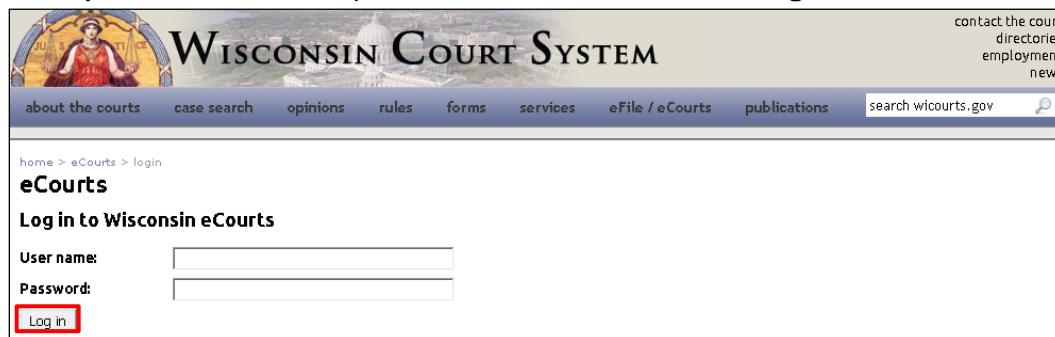 JUSTICE
WISCONSIN COURT SYSTEM
contact the cour
directorie
employmen
new
about the courts case search opinions rules forms services eFile / eCourts publications search wicourts.gov
home > eCourts > login
eCourts
Log in to Wisconsin eCourts
User name:
Password:
Log in